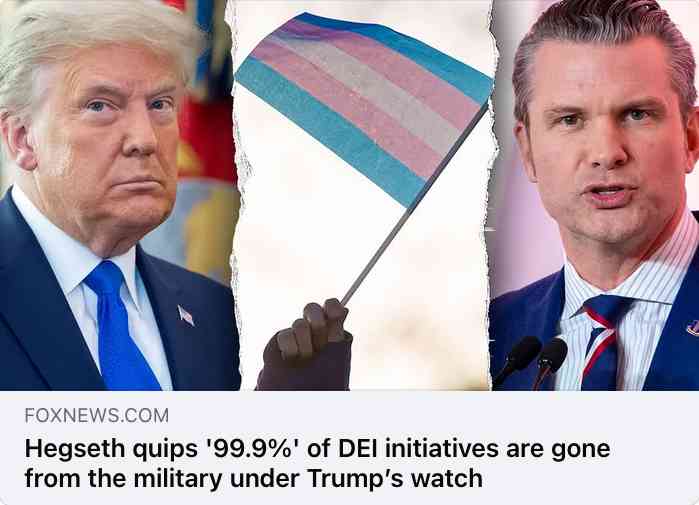 FOXNEWS.COM
Hegseth quips '99.9%' of DEI initiatives are gone
from the military under Trump’s watch